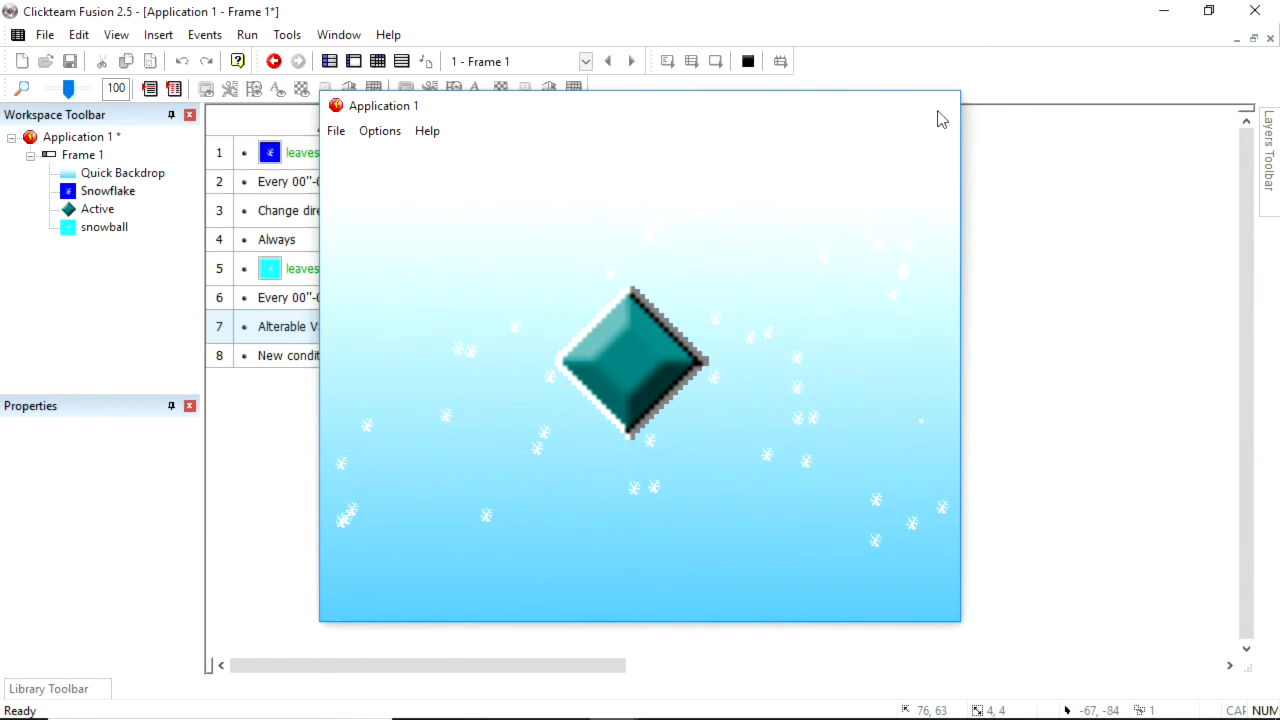 Clickteam Fusion 2.5 - [Application 1 - Frame 1*]
File Edit View Insert Events Run Tools Window Help
1 - Frame 1
100
Workspace Toolbar
Application 1 *
Frame 1
Quick Backdrop
Snowflake
Active
snowball
Properties
Library Toolbar
Ready
1 • leaves
2 • Every 00"-
3 • Change dire
4 • Always
5 • leaves
6 • Every 00"-
7 • Alterable V
8 • New condit
Application 1
File Options Help
Layers Toolbar
76, 63
4, 4
-67, -84
1
CAP NUM